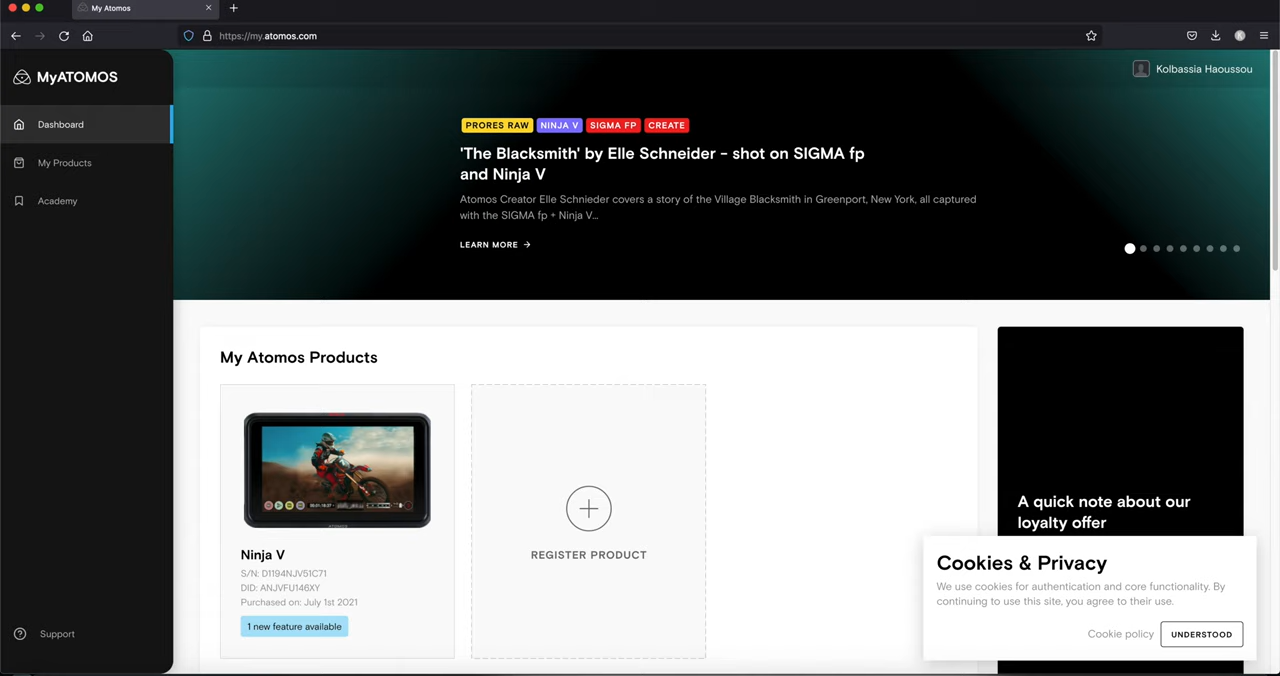 My Atomos
https://my.atomos.com
MyATOMOS
Kolbassia Haoussou
Dashboard
My Products
Academy
Support
PRORES RAW NINJA V SIGMA FP CREATE
'The Blacksmith' by Elle Schneider - shot on SIGMA fp
and Ninja V
Atomos Creator Elle Schnieder covers a story of the Village Blacksmith in Greenport, New York, all captured
with the SIGMA fp + Ninja V...
LEARN MORE →
My Atomos Products
ATOMOS
Ninja V
S/N: D1194NJV51C71
DID: ANJVFU146XY
Purchased on: July 1st 2021
1 new feature available
REGISTER PRODUCT
A quick note about our
loyalty offer
Cookies & Privacy
We use cookies for authentication and core functionality. By
continuing to use this site, you agree to their use.
Cookie policy UNDERSTOOD